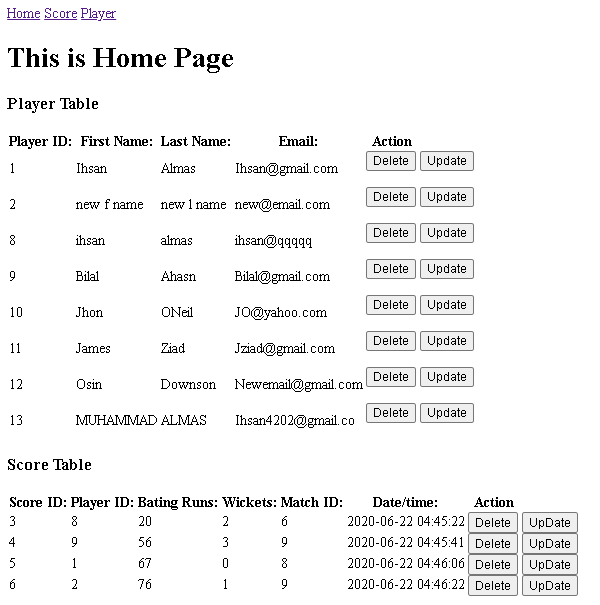 Home Score Player
This is Home Page
Player Table
Player ID: First Name: Last Name: Email: Action
1 Ihsan Almas Ihsan@gmail.com Delete Update
2 new f name new l name new@email.com Delete Update
8 ihsan almas ihsan@qqqqq Delete Update
9 Bilal Ahasn Bilal@gmail.com Delete Update
10 Jhon ONeil JO@yahoo.com Delete Update
11 James Ziad Jziad@gmail.com Delete Update
12 Osin Downson Newemail@gmail.com Delete Update
13 MUHAMMAD ALMAS Ihsan4202@gmail.co Delete Update
Score Table
Score ID: Player ID: Bating Runs: Wickets: Match ID: Date/time: Action
3 8 20 2 6 2020-06-22 04:45:22 Delete UpDate
4 9 56 3 9 2020-06-22 04:45:41 Delete UpDate
5 1 67 0 8 2020-06-22 04:46:06 Delete UpDate
6 2 76 1 9 2020-06-22 04:46:22 Delete UpDate